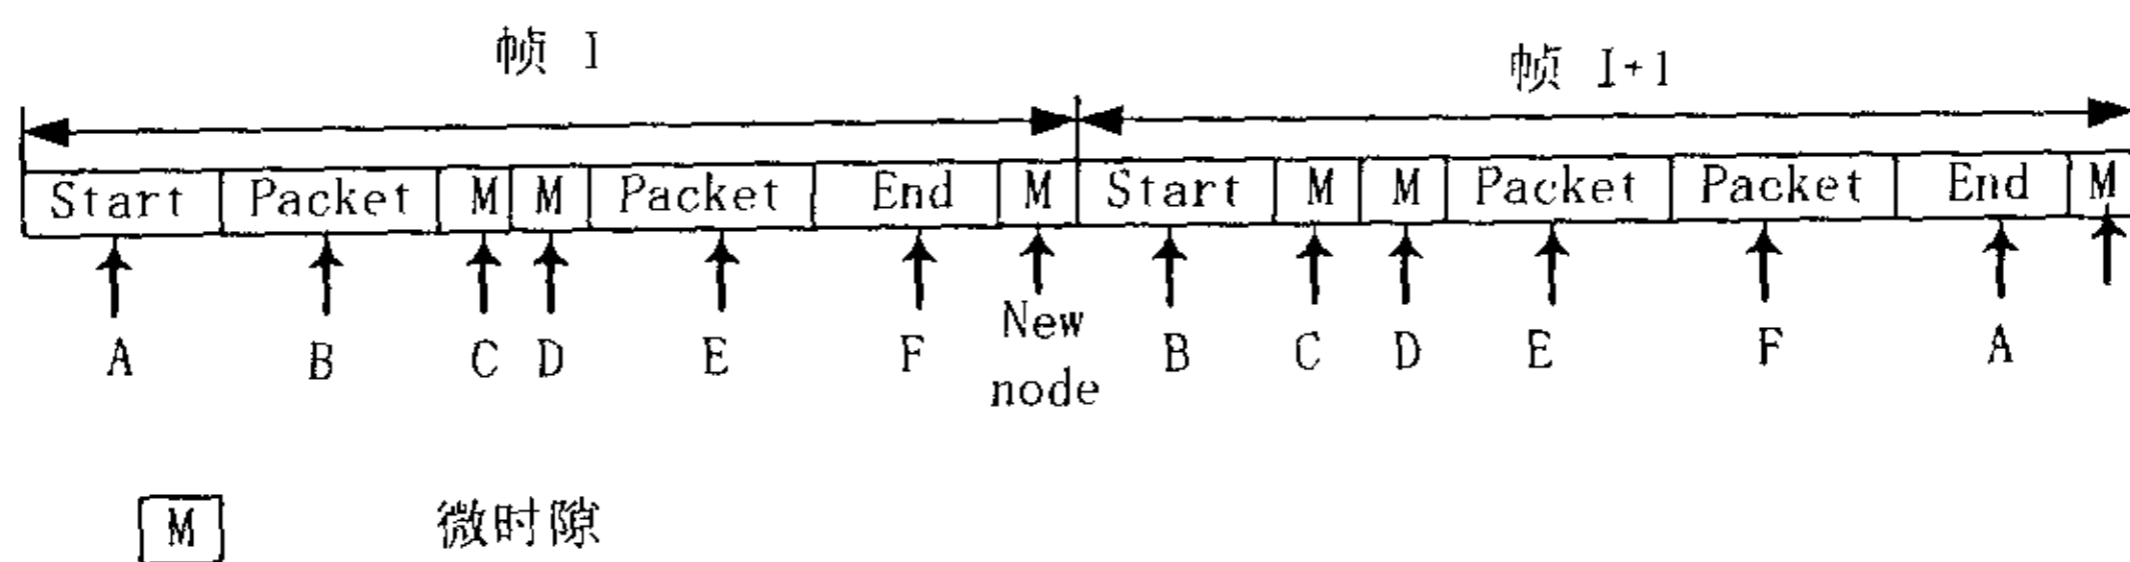 帧 I
帧 I+1
Start Packet M M Packet End M Start M M Packet Packet End M
A B C D E F New node B C D E F A
M 微时隙